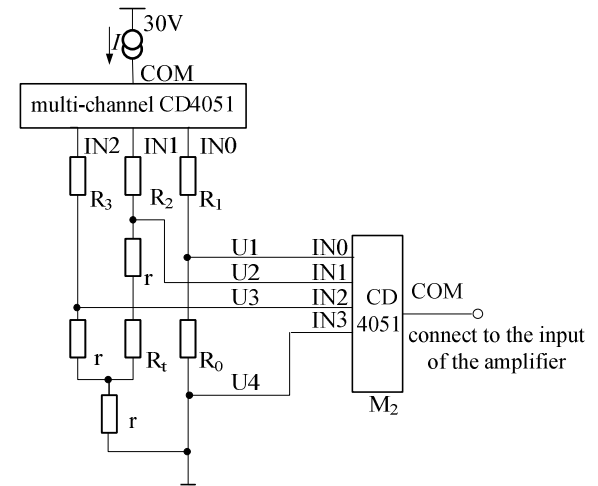 30V
I
COM
multi-channel CD4051
IN2 IN1 IN0
R3 R2 R1
U1 IN0
U2 IN1
r
U3 IN2
CD
4051
COM
IN3
connect to the input
of the amplifier
r Rt R0
U4
M2
r